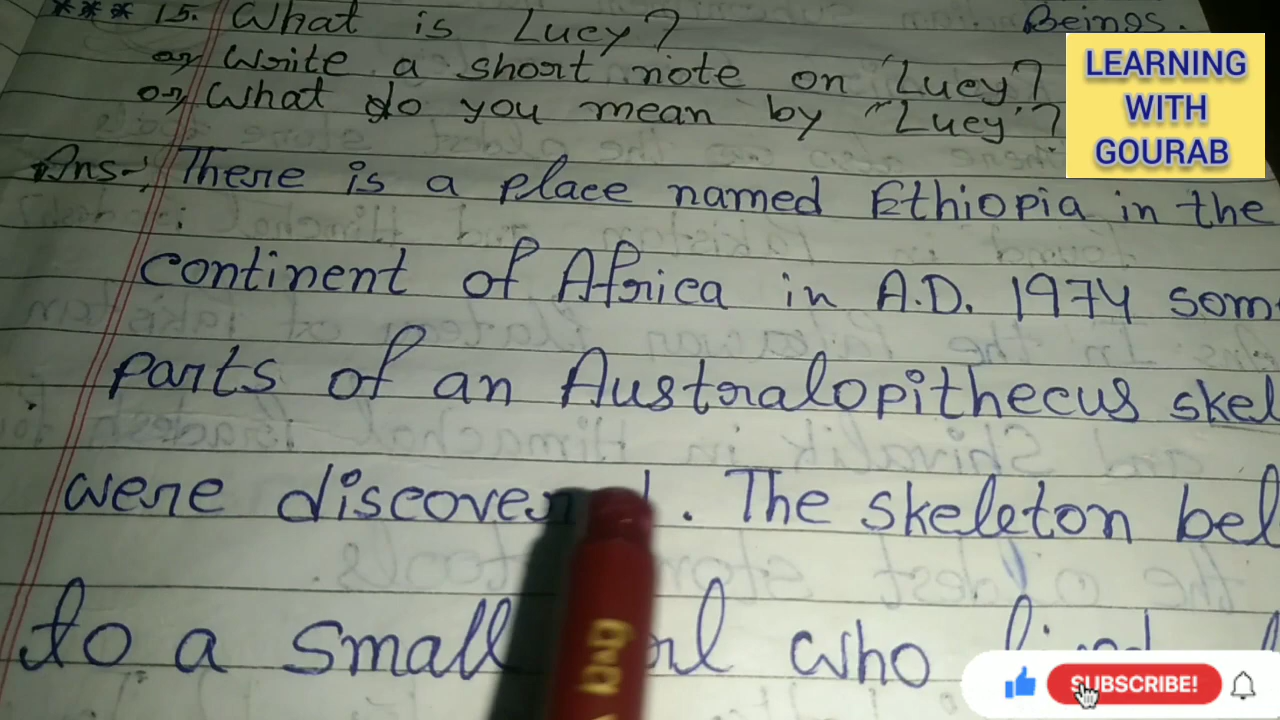 *** 15. What is Lucy? Beings.
or, Write a short note on 'Lucy?
or, What do you mean by "Lucy'?
LEARNING
WITH
GOURAB
Ans:- There is a place named Ethiopia in the
continent of Africa in A.D. 1974 som
parts of an Australopithecus skel
were discover . The skeleton bel
to a small who
SUBSCRIBE!